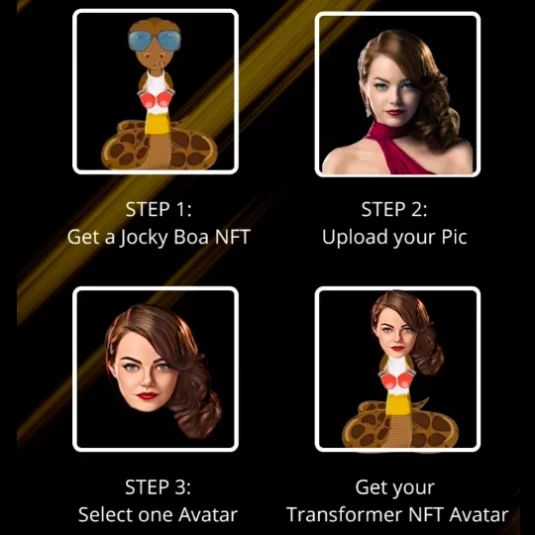 STEP 1:
Get a Jocky Boa NFT
STEP 2:
Upload your Pic
STEP 3:
Select one Avatar
Get your
Transformer NFT Avatar